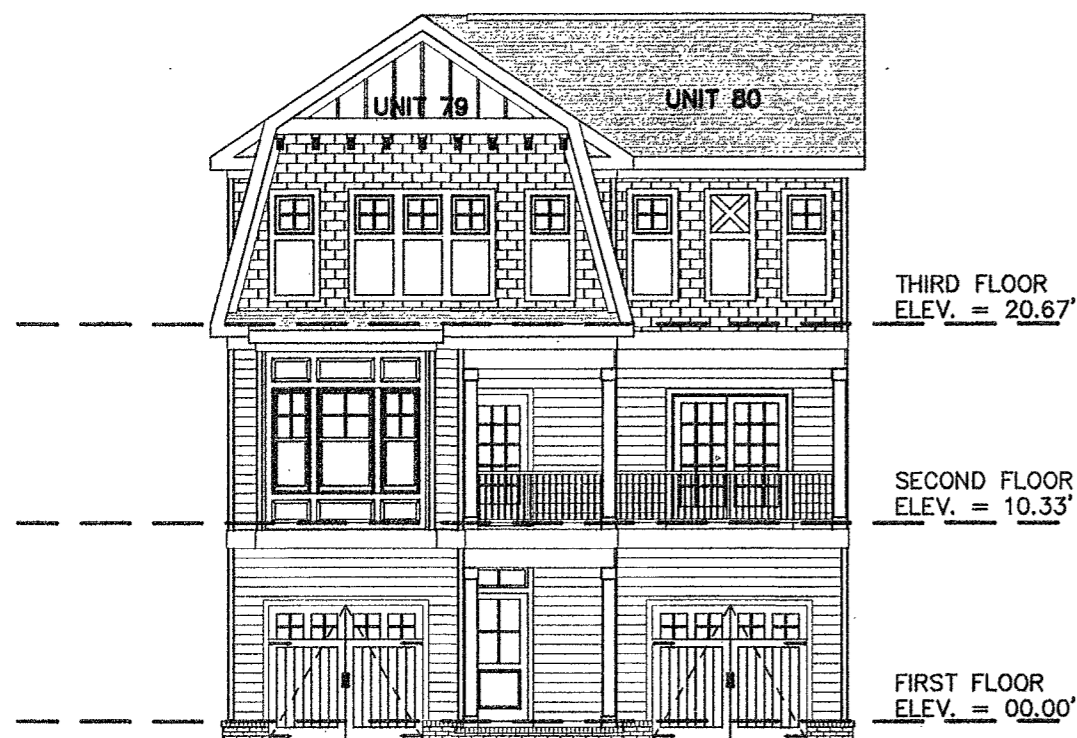 UNIT 79
UNIT 80
THIRD FLOOR
ELEV. = 20.67'
SECOND FLOOR
ELEV. = 10.33'
FIRST FLOOR
ELEV. = 00.00'